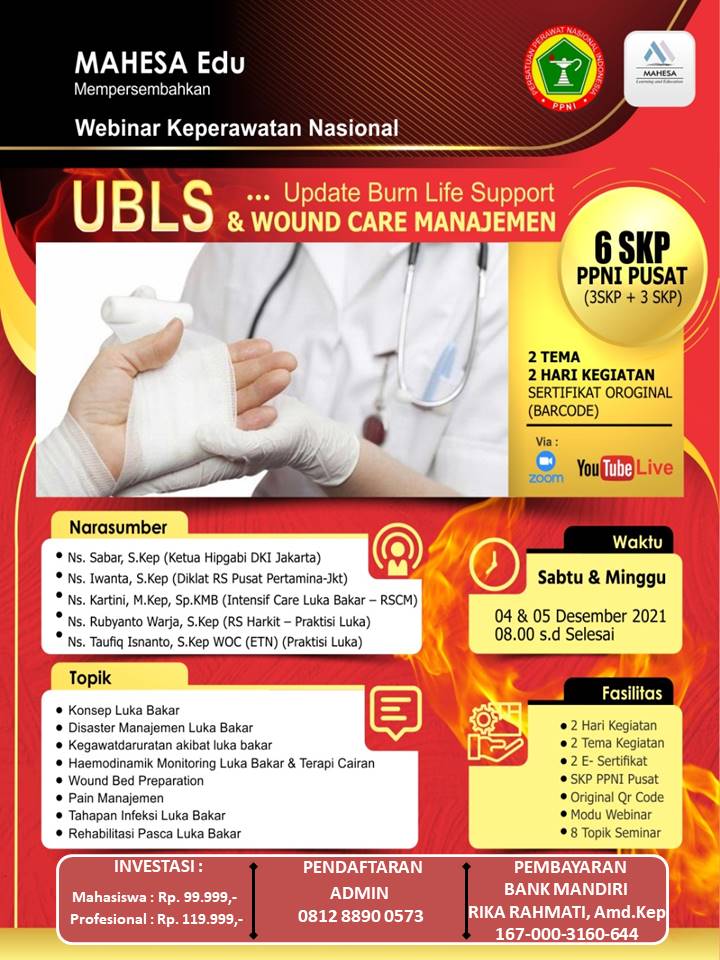 MAHESA Edu
Mempersembahkan
Webinar Keperawatan Nasional
PERSATUAN PERAWAT NASIONAL INDONESIA
PPNI
MAHESA
Learning and Education
UBLS ... Update Burn Life Support
& WOUND CARE MANAJEMEN
6 SKP
PPNI PUSAT
(3SKP + 3 SKP)
2 TEMA
2 HARI KEGIATAN
SERTIFIKAT OROGINAL
(BARCODE)
Via :
zoom
YouTube Live
Narasumber
• Ns. Sabar, S.Kep (Ketua Hipgabi DKI Jakarta)
• Ns. Iwanta, S.Kep (Diklat RS Pusat Pertamina-Jkt)
• Ns. Kartini, M.Kep, Sp.KMB (Intensif Care Luka Bakar – RSCM)
• Ns. Rubyanto Warja, S.Kep (RS Harkit – Praktisi Luka)
• Ns. Taufiq Isnanto, S.Kep WOC (ETN) (Praktisi Luka)
Waktu
Sabtu & Minggu
04 & 05 Desember 2021
08.00 s.d Selesai
Topik
• Konsep Luka Bakar
• Disaster Manajemen Luka Bakar
• Kegawatdaruratan akibat luka bakar
• Haemodinamik Monitoring Luka Bakar & Terapi Cairan
• Wound Bed Preparation
• Pain Manajemen
• Tahapan Infeksi Luka Bakar
• Rehabilitasi Pasca Luka Bakar
Fasilitas
• 2 Hari Kegiatan
• 2 Tema Kegiatan
• 2 E- Sertifikat
• SKP PPNI Pusat
• Original Qr Code
• Modu Webinar
• 8 Topik Seminar
INVESTASI :
Mahasiswa : Rp. 99.999,-
Profesional : Rp. 119.999,-
PENDAFTARAN
ADMIN
0812 8890 0573
PEMBAYARAN
BANK MANDIRI
RIKA RAHMATI, Amd.Kep
167-000-3160-644